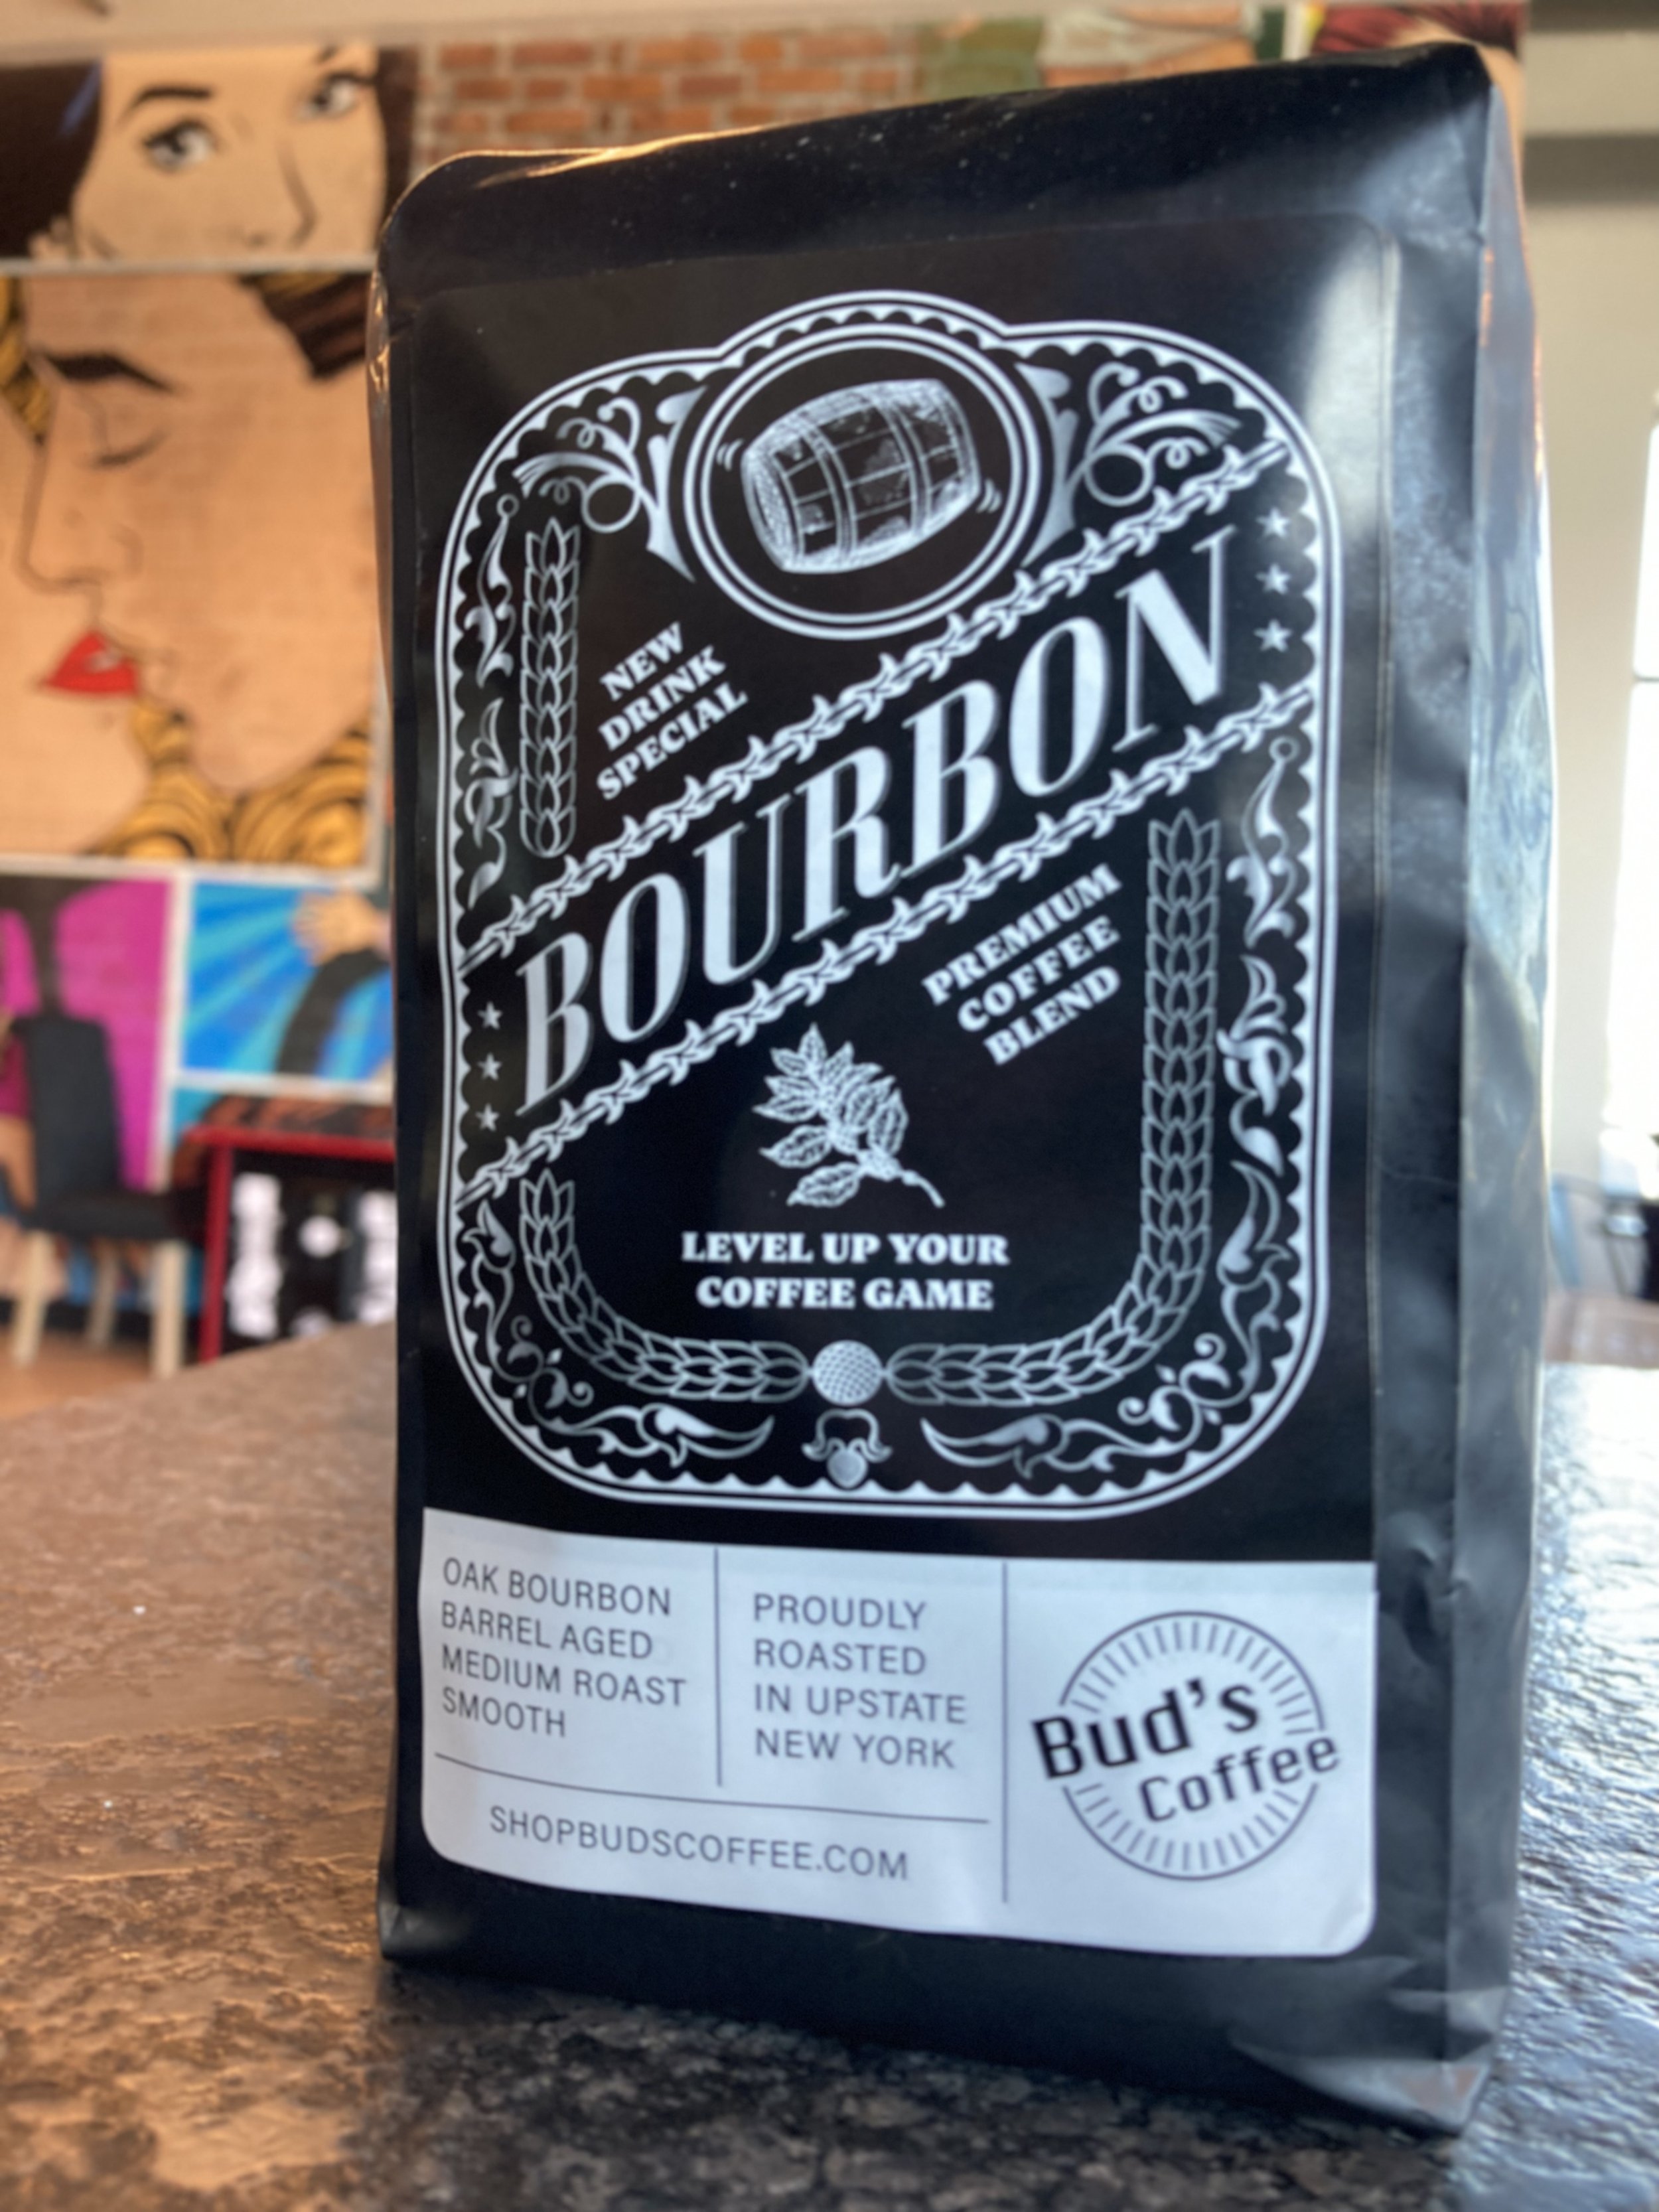 NEW
DRINK
SPECIAL
BOURBON
PREMIUM
COFFEE
BLEND
LEVEL UP YOUR
COFFEE GAME
OAK BOURBON
BARREL AGED
MEDIUM ROAST
SMOOTH
PROUDLY
ROASTED
IN UPSTATE
NEW YORK
SHOPBUDSCOFFEE.COM
Bud's
Coffee